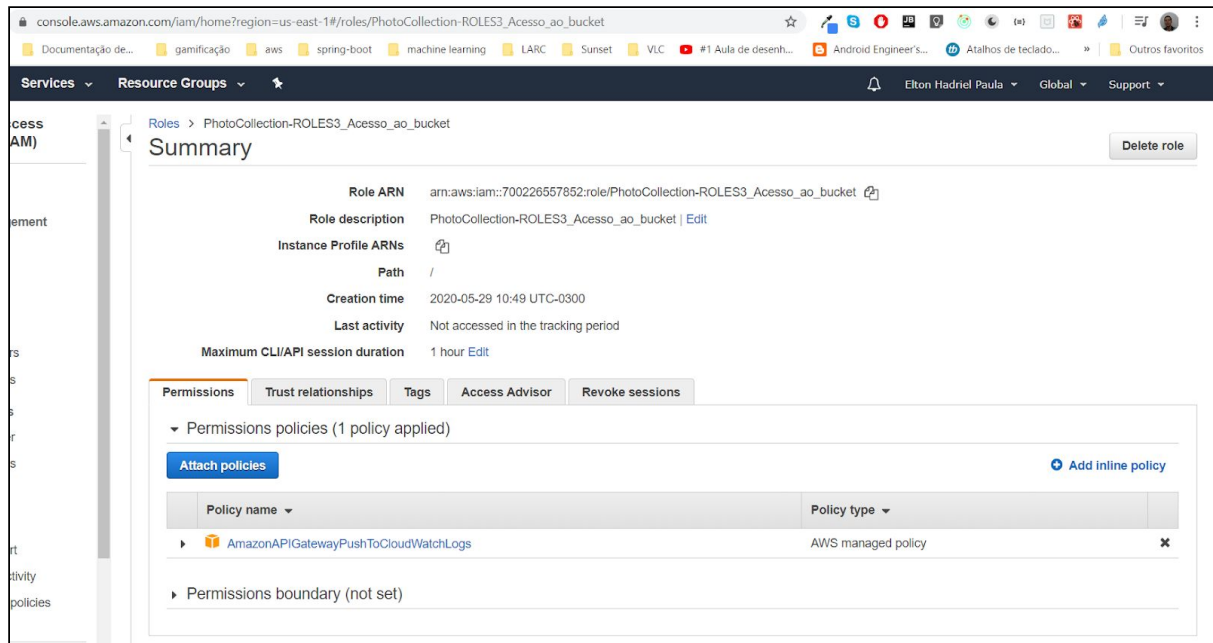 console.aws.amazon.com/iam/home?region=us-east-1#/roles/PhotoCollection-ROLES3_Acesso_ao_bucket
Documentação de... gamificação aws spring-boot machine learning LARC Sunset VLC #1 Aula de desenh... Android Engineer's... Atalhos de teclado... » Outros favoritos
Services Resource Groups Elton Hadriel Paula Global Support
cess
AM)
Roles > PhotoCollection-ROLES3_Acesso_ao_bucket
Summary
Delete role
Role ARN arn:aws:iam::700226557852:role/PhotoCollection-ROLES3_Acesso_ao_bucket
ement
Role description PhotoCollection-ROLES3_Acesso_ao_bucket | Edit
Instance Profile ARNs
Path /
Creation time 2020-05-29 10:49 UTC-0300
Last activity Not accessed in the tracking period
rs
Maximum CLI/API session duration 1 hour Edit
s
Permissions Trust relationships Tags Access Advisor Revoke sessions
s
r
Permissions policies (1 policy applied)
s
Attach policies Add inline policy
Policy name Policy type
rt
AmazonAPIGatewayPushToCloudWatchLogs AWS managed policy
tivity
policies
Permissions boundary (not set)